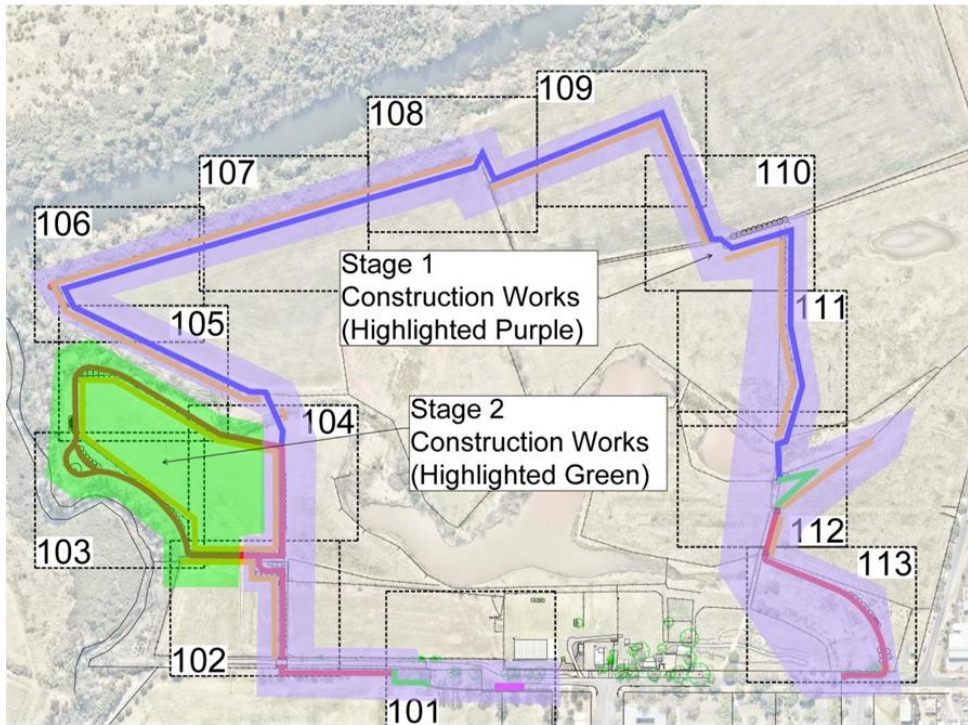 109
108
107
110
106
Stage 1
Construction Works
(Highlighted Purple)
111
105
Stage 2
Construction Works
(Highlighted Green)
104
103
112
113
102
101